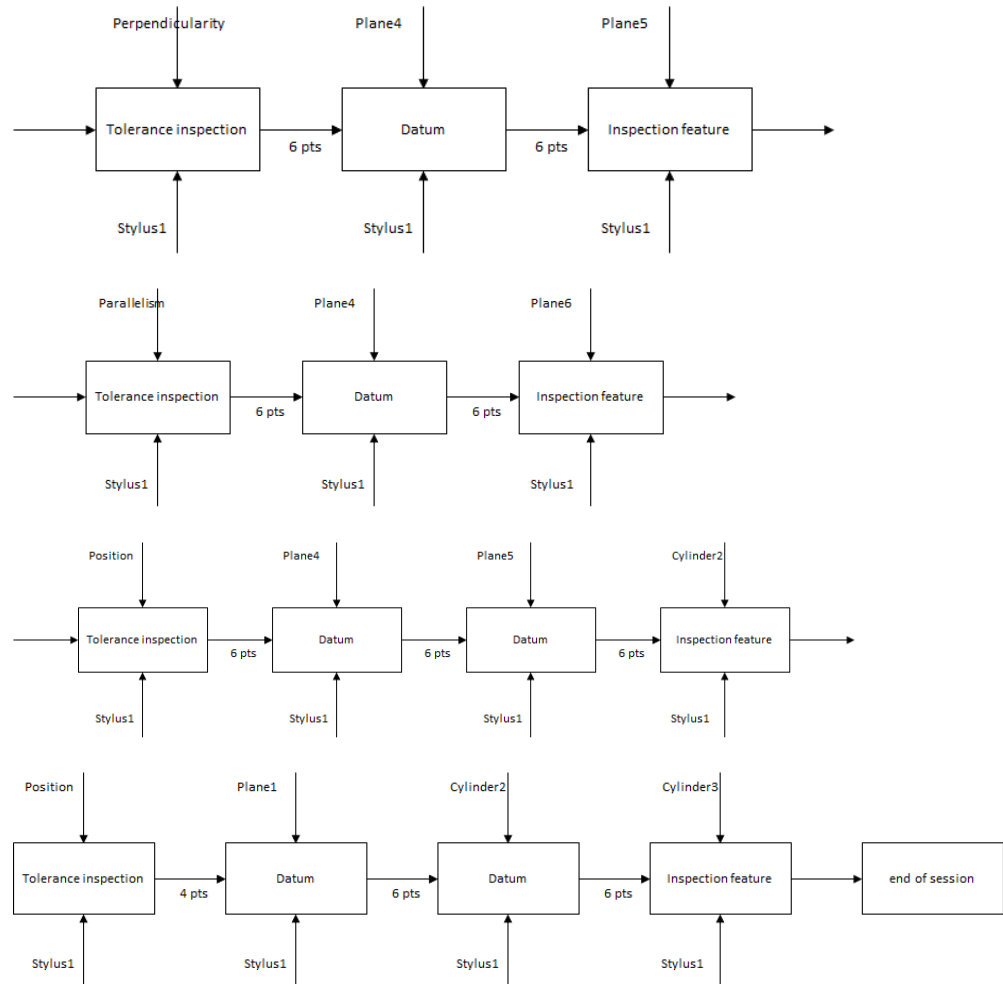 Perpendicularity
Plane4
Plane5
Tolerance inspection
Datum
Inspection feature
6 pts
6 pts
Stylus1
Stylus1
Stylus1
Parallelism
Plane4
Plane6
Tolerance inspection
Datum
Inspection feature
6 pts
6 pts
Stylus1
Stylus1
Stylus1
Position
Plane4
Plane5
Cylinder2
Tolerance inspection
Datum
Datum
Inspection feature
6 pts
6 pts
6 pts
Stylus1
Stylus1
Stylus1
Stylus1
Position
Plane1
Cylinder2
Cylinder3
Tolerance inspection
Datum
Datum
Inspection feature
end of session
4 pts
6 pts
6 pts
Stylus1
Stylus1
Stylus1
Stylus1